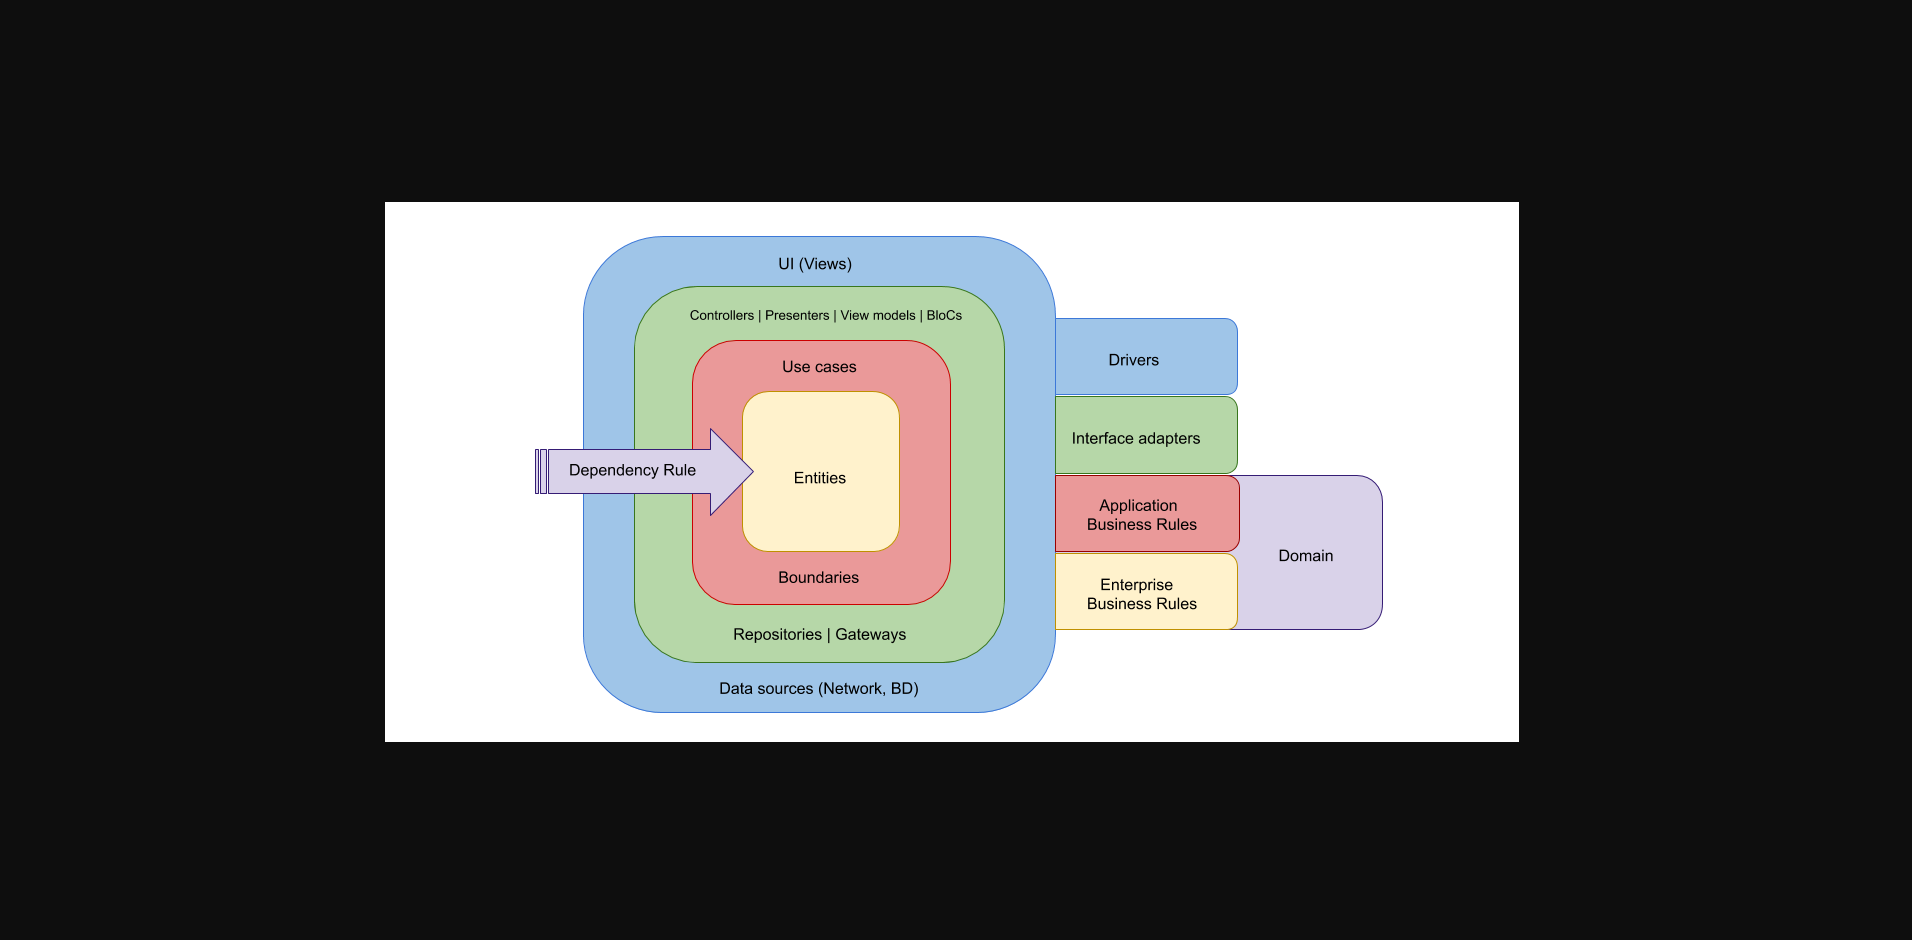 UI (Views)
Controllers | Presenters | View models | BloCs
Use cases
Dependency Rule
Entities
Boundaries
Repositories | Gateways
Data sources (Network, BD)
Drivers
Interface adapters
Application
Business Rules
Enterprise
Business Rules
Domain